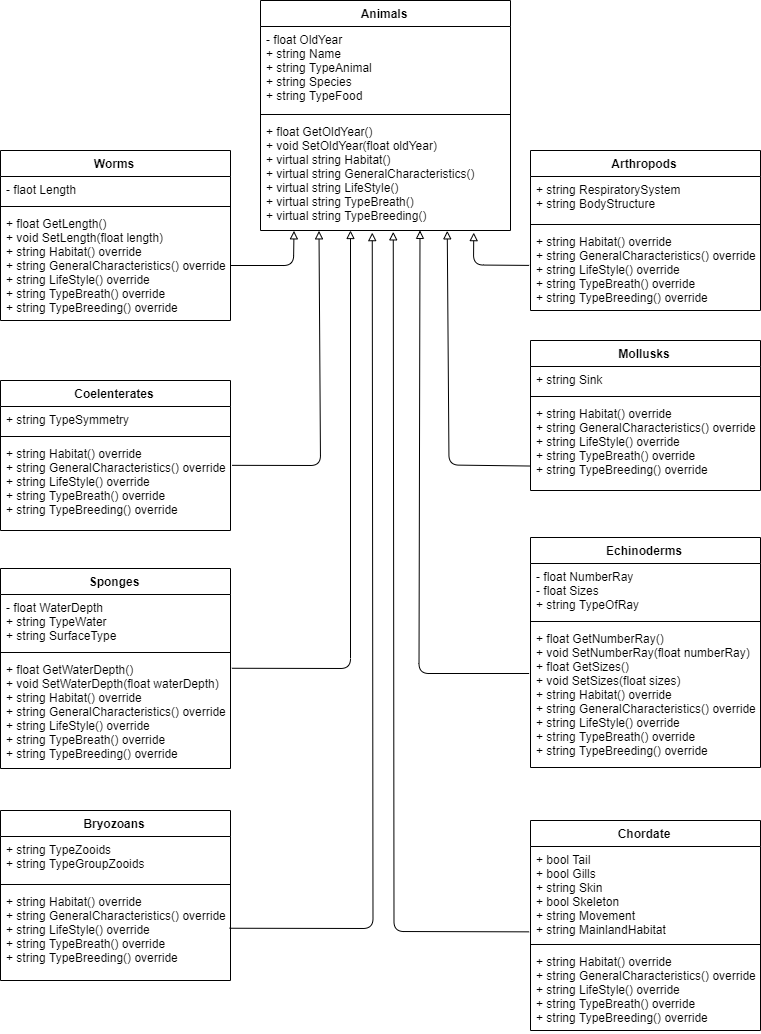 Animals
- float OldYear
+ string Name
+ string TypeAnimal
+ string Species
+ string TypeFood
+ float GetOldYear()
+ void SetOldYear(float oldYear)
+ virtual string Habitat()
+ virtual string GeneralCharacteristics()
+ virtual string LifeStyle()
+ virtual string TypeBreath()
+ virtual string TypeBreeding()
Worms
- flaot Length
+ float GetLength()
+ void SetLength(float length)
+ string Habitat() override
+ string GeneralCharacteristics() override
+ string LifeStyle() override
+ string TypeBreath() override
+ string TypeBreeding() override
Arthropods
+ string RespiratorySystem
+ string BodyStructure
+ string Habitat() override
+ string GeneralCharacteristics() override
+ string LifeStyle() override
+ string TypeBreath() override
+ string TypeBreeding() override
Coelenterates
+ string TypeSymmetry
+ string Habitat() override
+ string GeneralCharacteristics() override
+ string LifeStyle() override
+ string TypeBreath() override
+ string TypeBreeding() override
Mollusks
+ string Sink
+ string Habitat() override
+ string GeneralCharacteristics() override
+ string LifeStyle() override
+ string TypeBreath() override
+ string TypeBreeding() override
Sponges
- float WaterDepth
+ string TypeWater
+ string SurfaceType
+ float GetWaterDepth()
+ void SetWaterDepth(float waterDepth)
+ string Habitat() override
+ string GeneralCharacteristics() override
+ string LifeStyle() override
+ string TypeBreath() override
+ string TypeBreeding() override
Echinoderms
- float NumberRay
- float Sizes
+ string TypeOfRay
+ float GetNumberRay()
+ void SetNumberRay(float numberRay)
+ float GetSizes()
+ void SetSizes(float sizes)
+ string Habitat() override
+ string GeneralCharacteristics() override
+ string LifeStyle() override
+ string TypeBreath() override
+ string TypeBreeding() override
Bryozoans
+ string TypeZooids
+ string TypeGroupZooids
+ string Habitat() override
+ string GeneralCharacteristics() override
+ string LifeStyle() override
+ string TypeBreath() override
+ string TypeBreeding() override
Chordate
+ bool Tail
+ bool Gills
+ string Skin
+ bool Skeleton
+ string Movement
+ string MainlandHabitat
+ string Habitat() override
+ string GeneralCharacteristics() override
+ string LifeStyle() override
+ string TypeBreath() override
+ string TypeBreeding() override